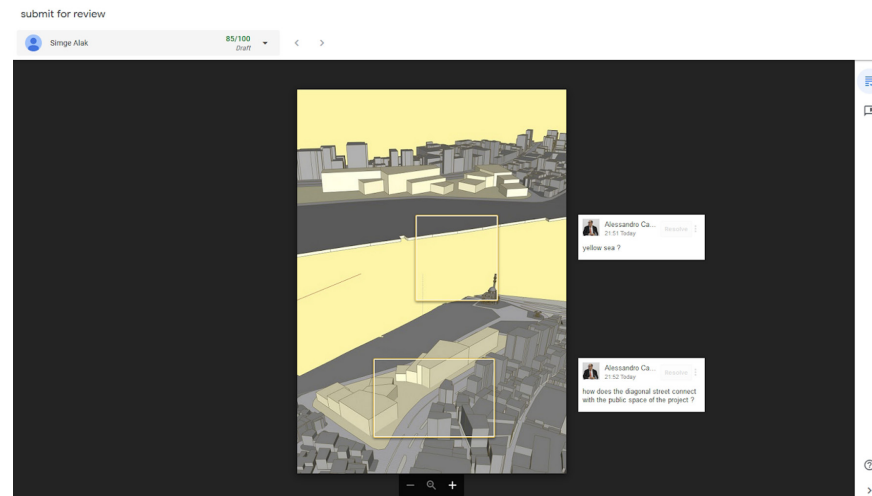 submit for review
Simge Alak
85/100
Draft
Alessandro Ca...
21:51 Today
Resolve
yellow sea ?
Alessandro Ca...
21:52 Today
Resolve
how does the diagonal street connect
with the public space of the project ?